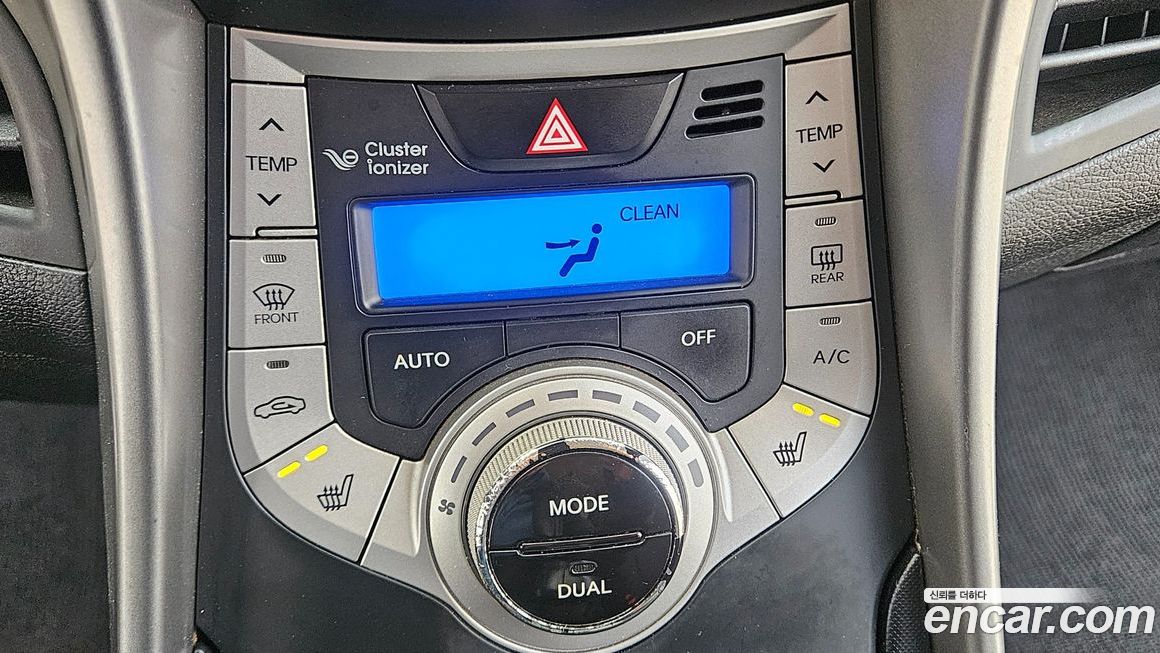 TEMP
Cluster
ionizer
CLEAN
TEMP
FRONT
REAR
AUTO
OFF
A/C
MODE
DUAL
신뢰를 더하다
encar.com